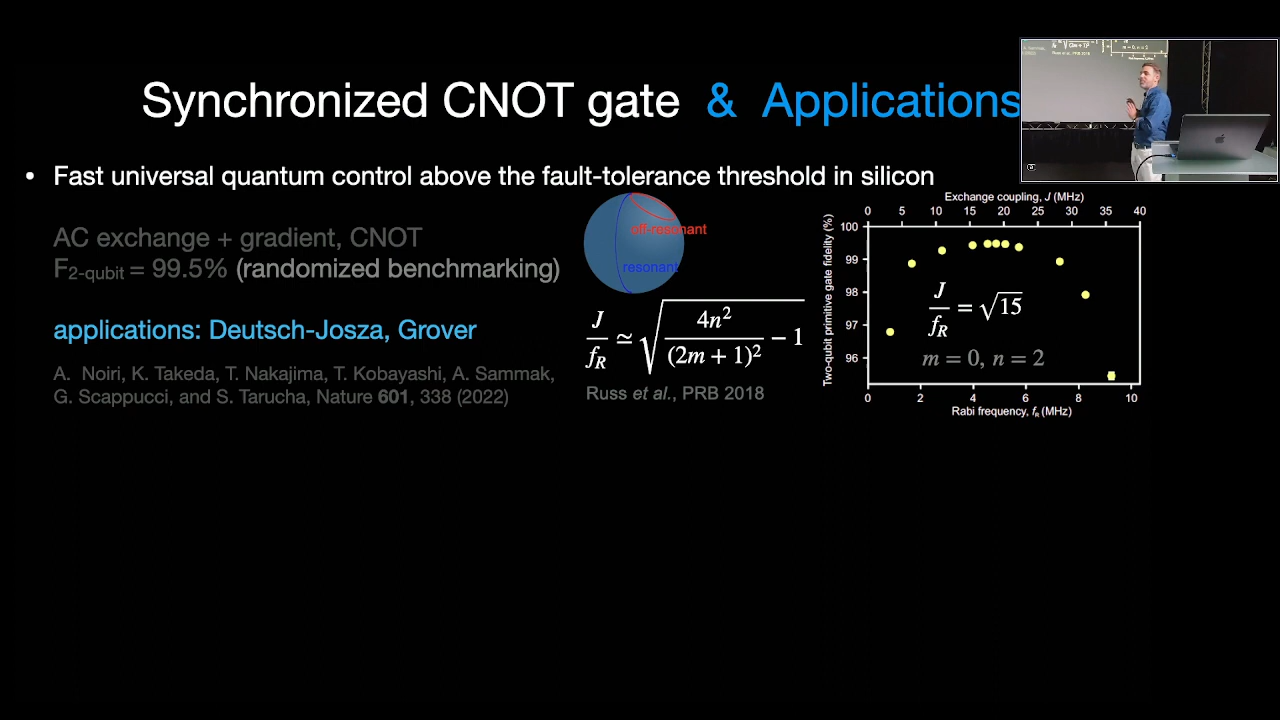 Synchronized CNOT gate & Applications
• Fast universal quantum control above the fault-tolerance threshold in silicon
AC exchange + gradient, CNOT
F2-qubit = 99.5% (randomized benchmarking)
applications: Deutsch-Josza, Grover
A. Noiri, K. Takeda, T. Nakajima, T. Kobayashi, A. Sammak,
G. Scappucci, and S. Tarucha, Nature 601, 338 (2022)
off-resonant
resonant
J/fR ≃ √(4n²/(2m + 1)² − 1)
Russ et al., PRB 2018
Exchange coupling, J (MHz)
0 5 10 15 20 25 30 35 40
Two-qubit primitive gate fidelity (%)
100
99
98
97
96
J/fR = √15
m = 0, n = 2
0 2 4 6 8 10
Rabi frequency, fR (MHz)
m = 0, n = 2